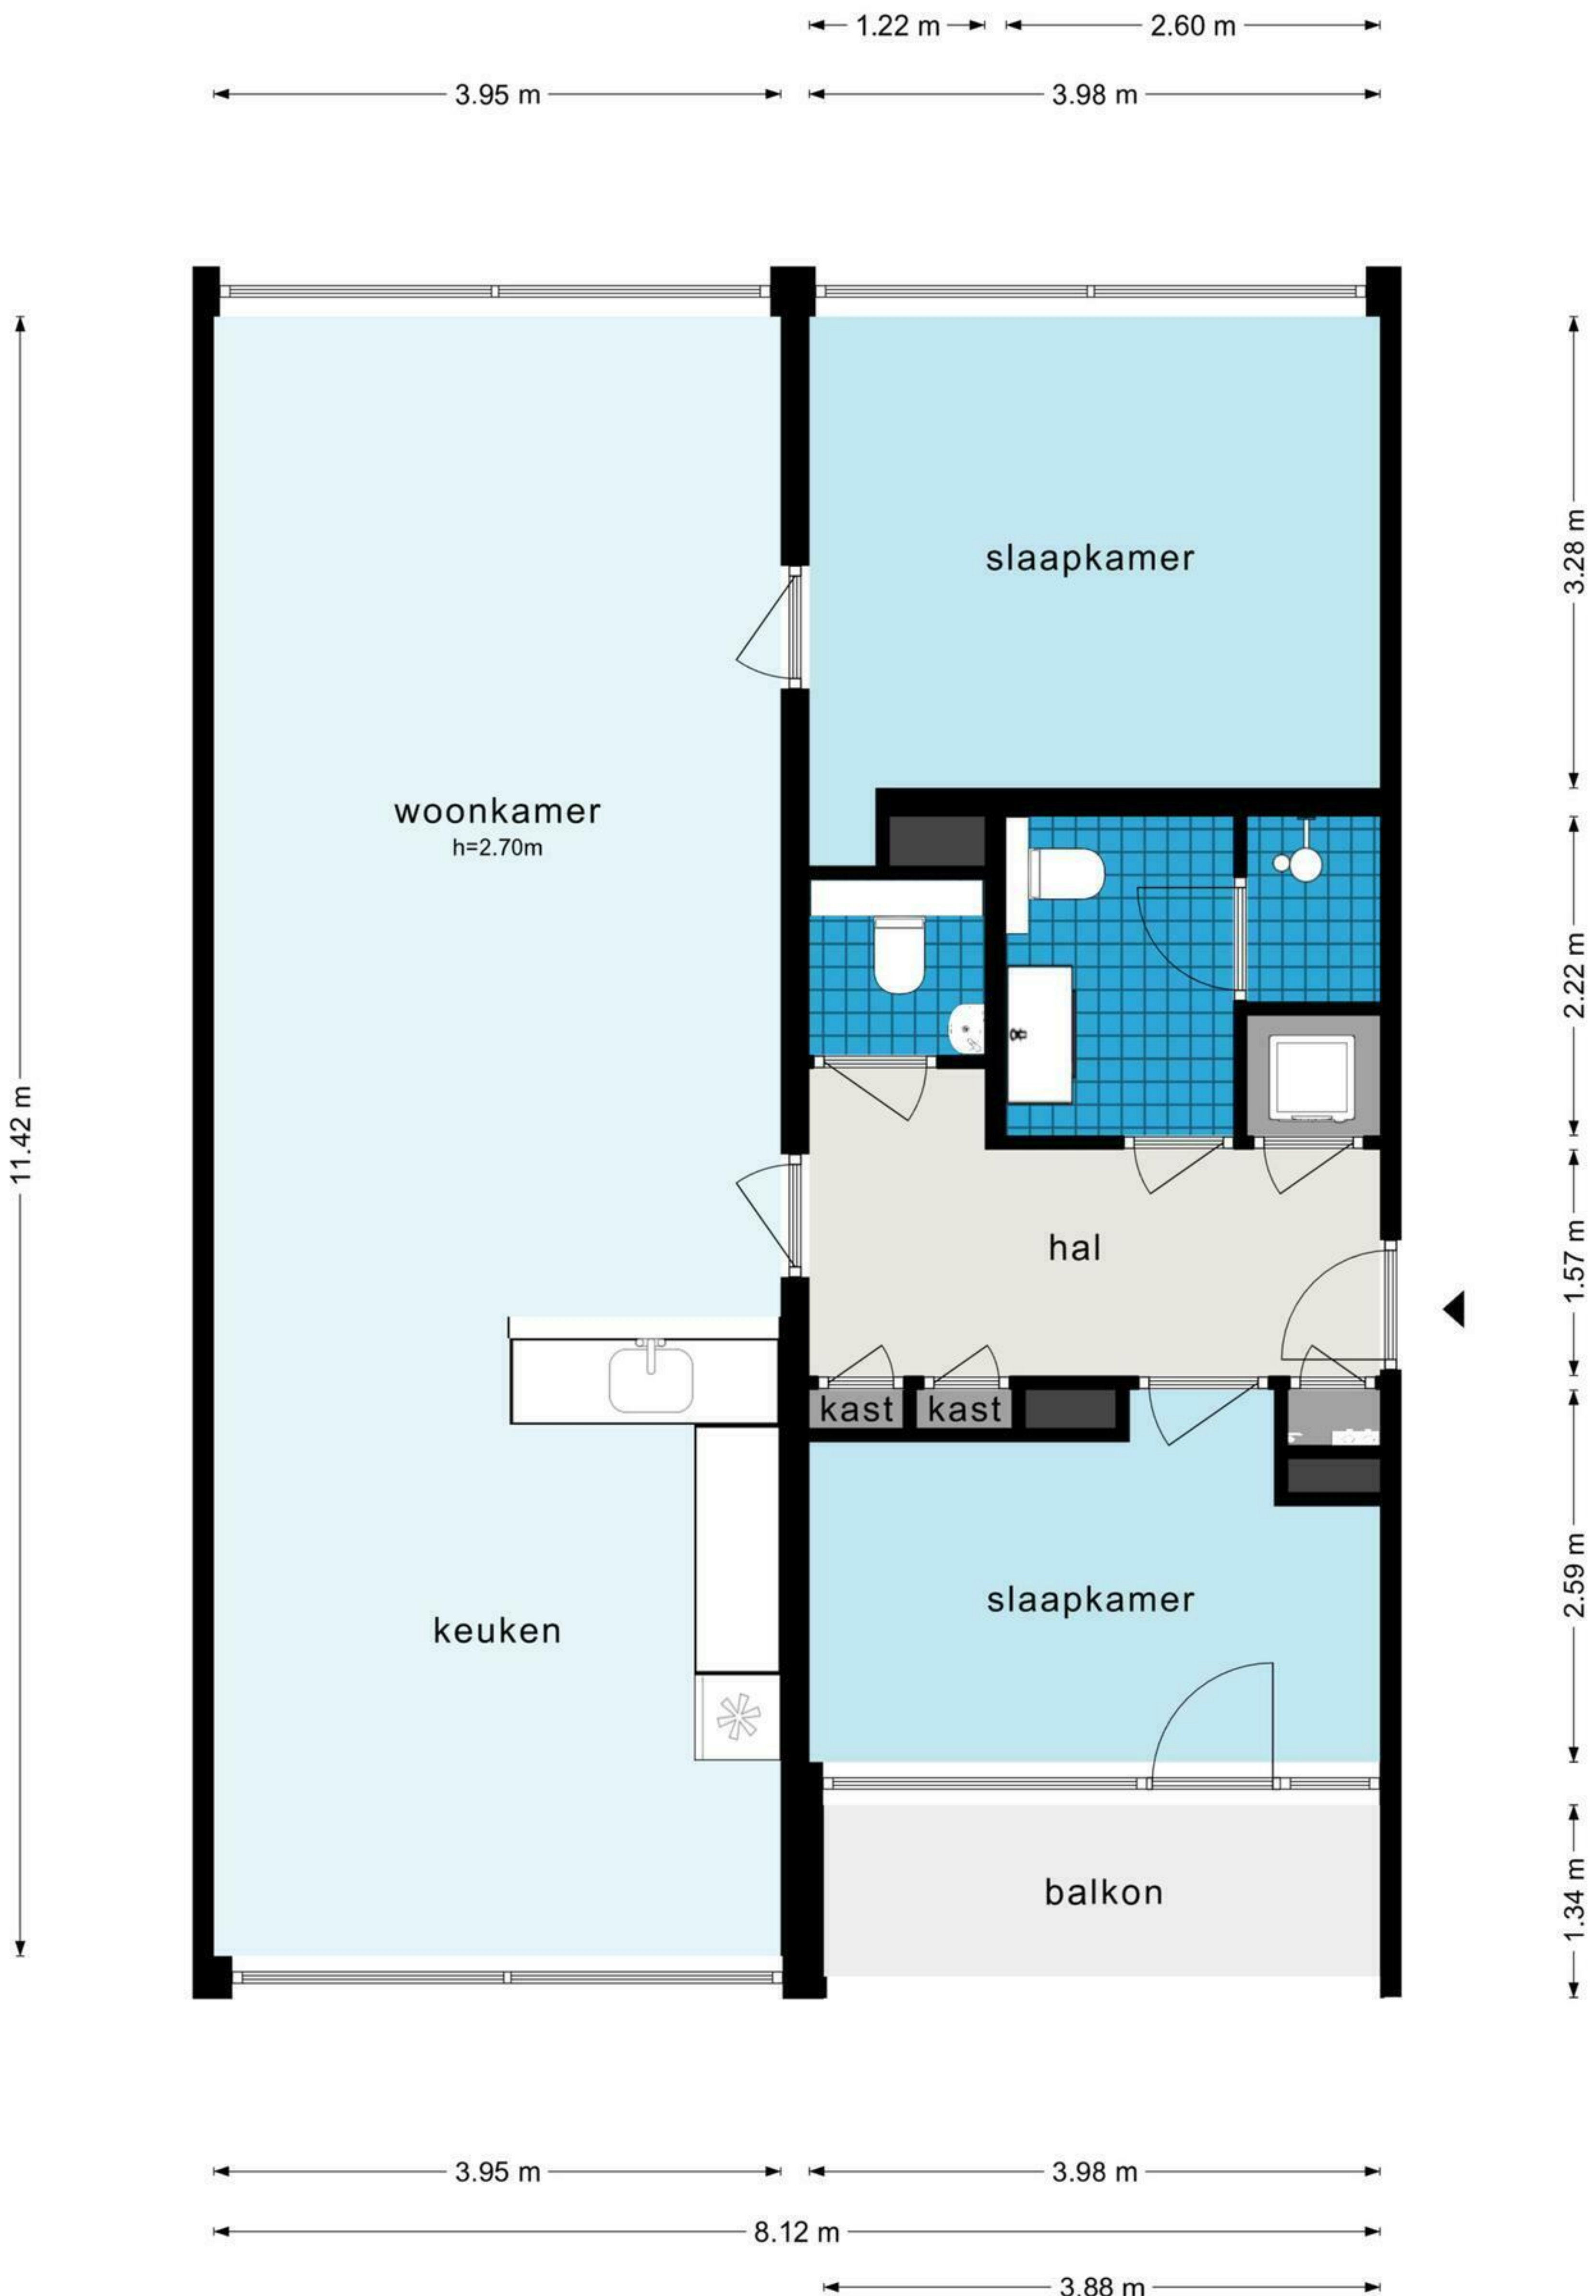 1.22 m
2.60 m
3.95 m
3.98 m
slaapkamer
3.28 m
woonkamer
h=2.70m
2.22 m
11.42 m
hal
1.57 m
kast
kast
slaapkamer
2.59 m
keuken
balkon
1.34 m
3.95 m
3.98 m
8.12 m
3.88 m